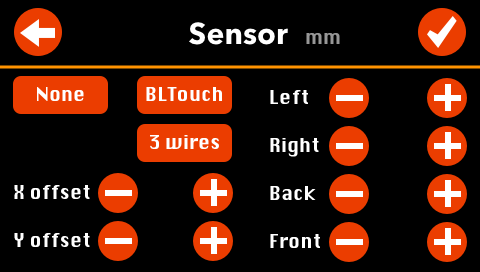 Sensor mm
None BLTouch
3 wires
X offset
Y offset
Left
Right
Back
Front